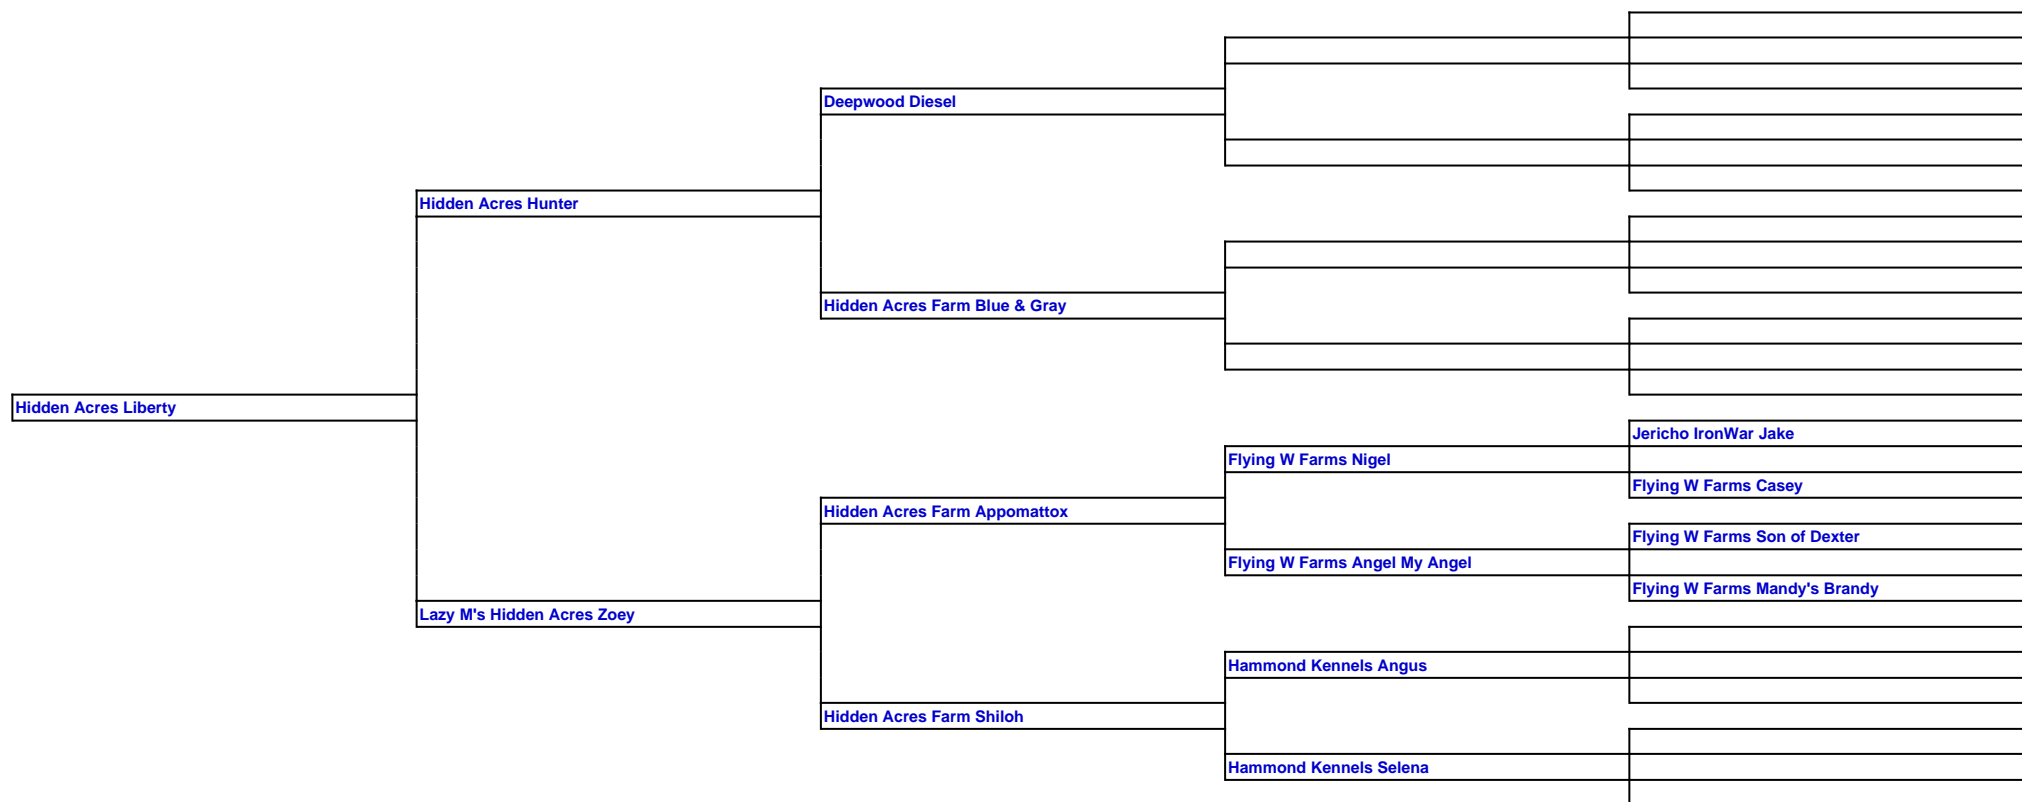 Deepwood Diesel
Hidden Acres Hunter
Hidden Acres Farm Blue & Gray
Hidden Acres Liberty
Jericho IronWar Jake
Flying W Farms Nigel
Flying W Farms Casey
Hidden Acres Farm Appomattox
Flying W Farms Son of Dexter
Flying W Farms Angel My Angel
Flying W Farms Mandy's Brandy
Lazy M's Hidden Acres Zoey
Hammond Kennels Angus
Hidden Acres Farm Shiloh
Hammond Kennels Selena